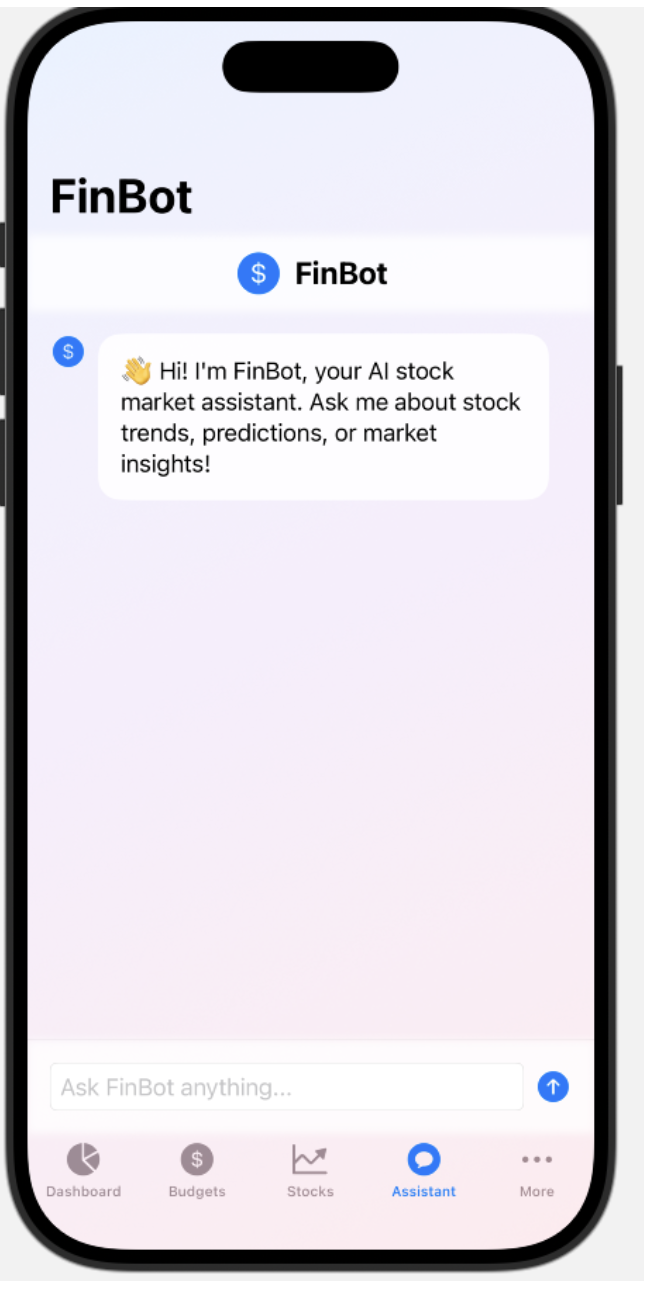 FinBot
$ FinBot
$
👋 Hi! I'm FinBot, your AI stock
market assistant. Ask me about stock
trends, predictions, or market
insights!
Ask FinBot anything...
$
Dashboard Budgets Stocks Assistant More